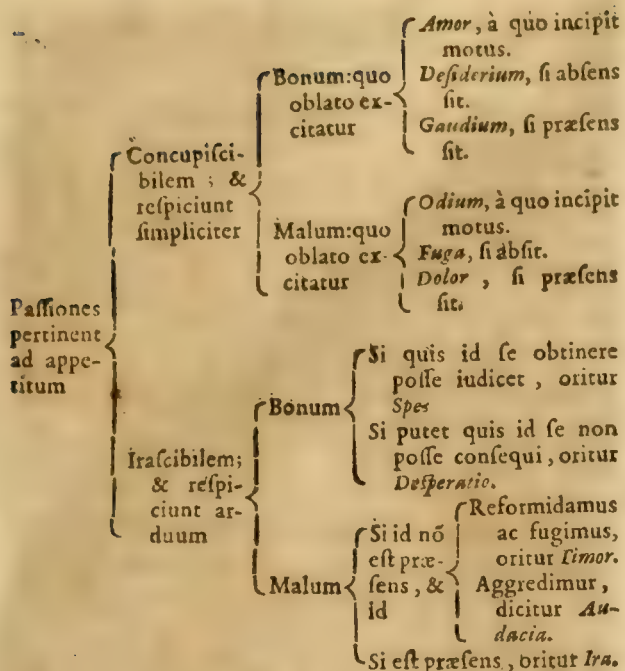 Paſſiones
pertinent
ad appe-
titum
Concupiſci-
bilem ; &
reſpiciunt
ſimpliciter
Bonum:quo
oblato ex-
citatur
Amor, à quo incipit
motus.
Deſiderium, ſi abſens
ſit.
Gaudium, ſi præſens
ſit.
Malum:quo
oblato ex-
citatur
Odium, à quo incipit
motus.
Fuga, ſi abſit.
Dolor , ſi præſens
ſit.
Iraſcibilem;
& reſpi-
ciunt ar-
duum
Bonum
Si quis id ſe obtinere
poſſe iudicet , oritur
Spes
Si putet quis id ſe non
poſſe conſequi, oritur
Deſperatio.
Malum
Si id nõ
eſt præ-
ſens , &
id
Reformidamus
ac fugimus,
oritur Timor.
Aggredimur,
dicitur Au-
dacia.
Si eſt præſens , oritur Ira.